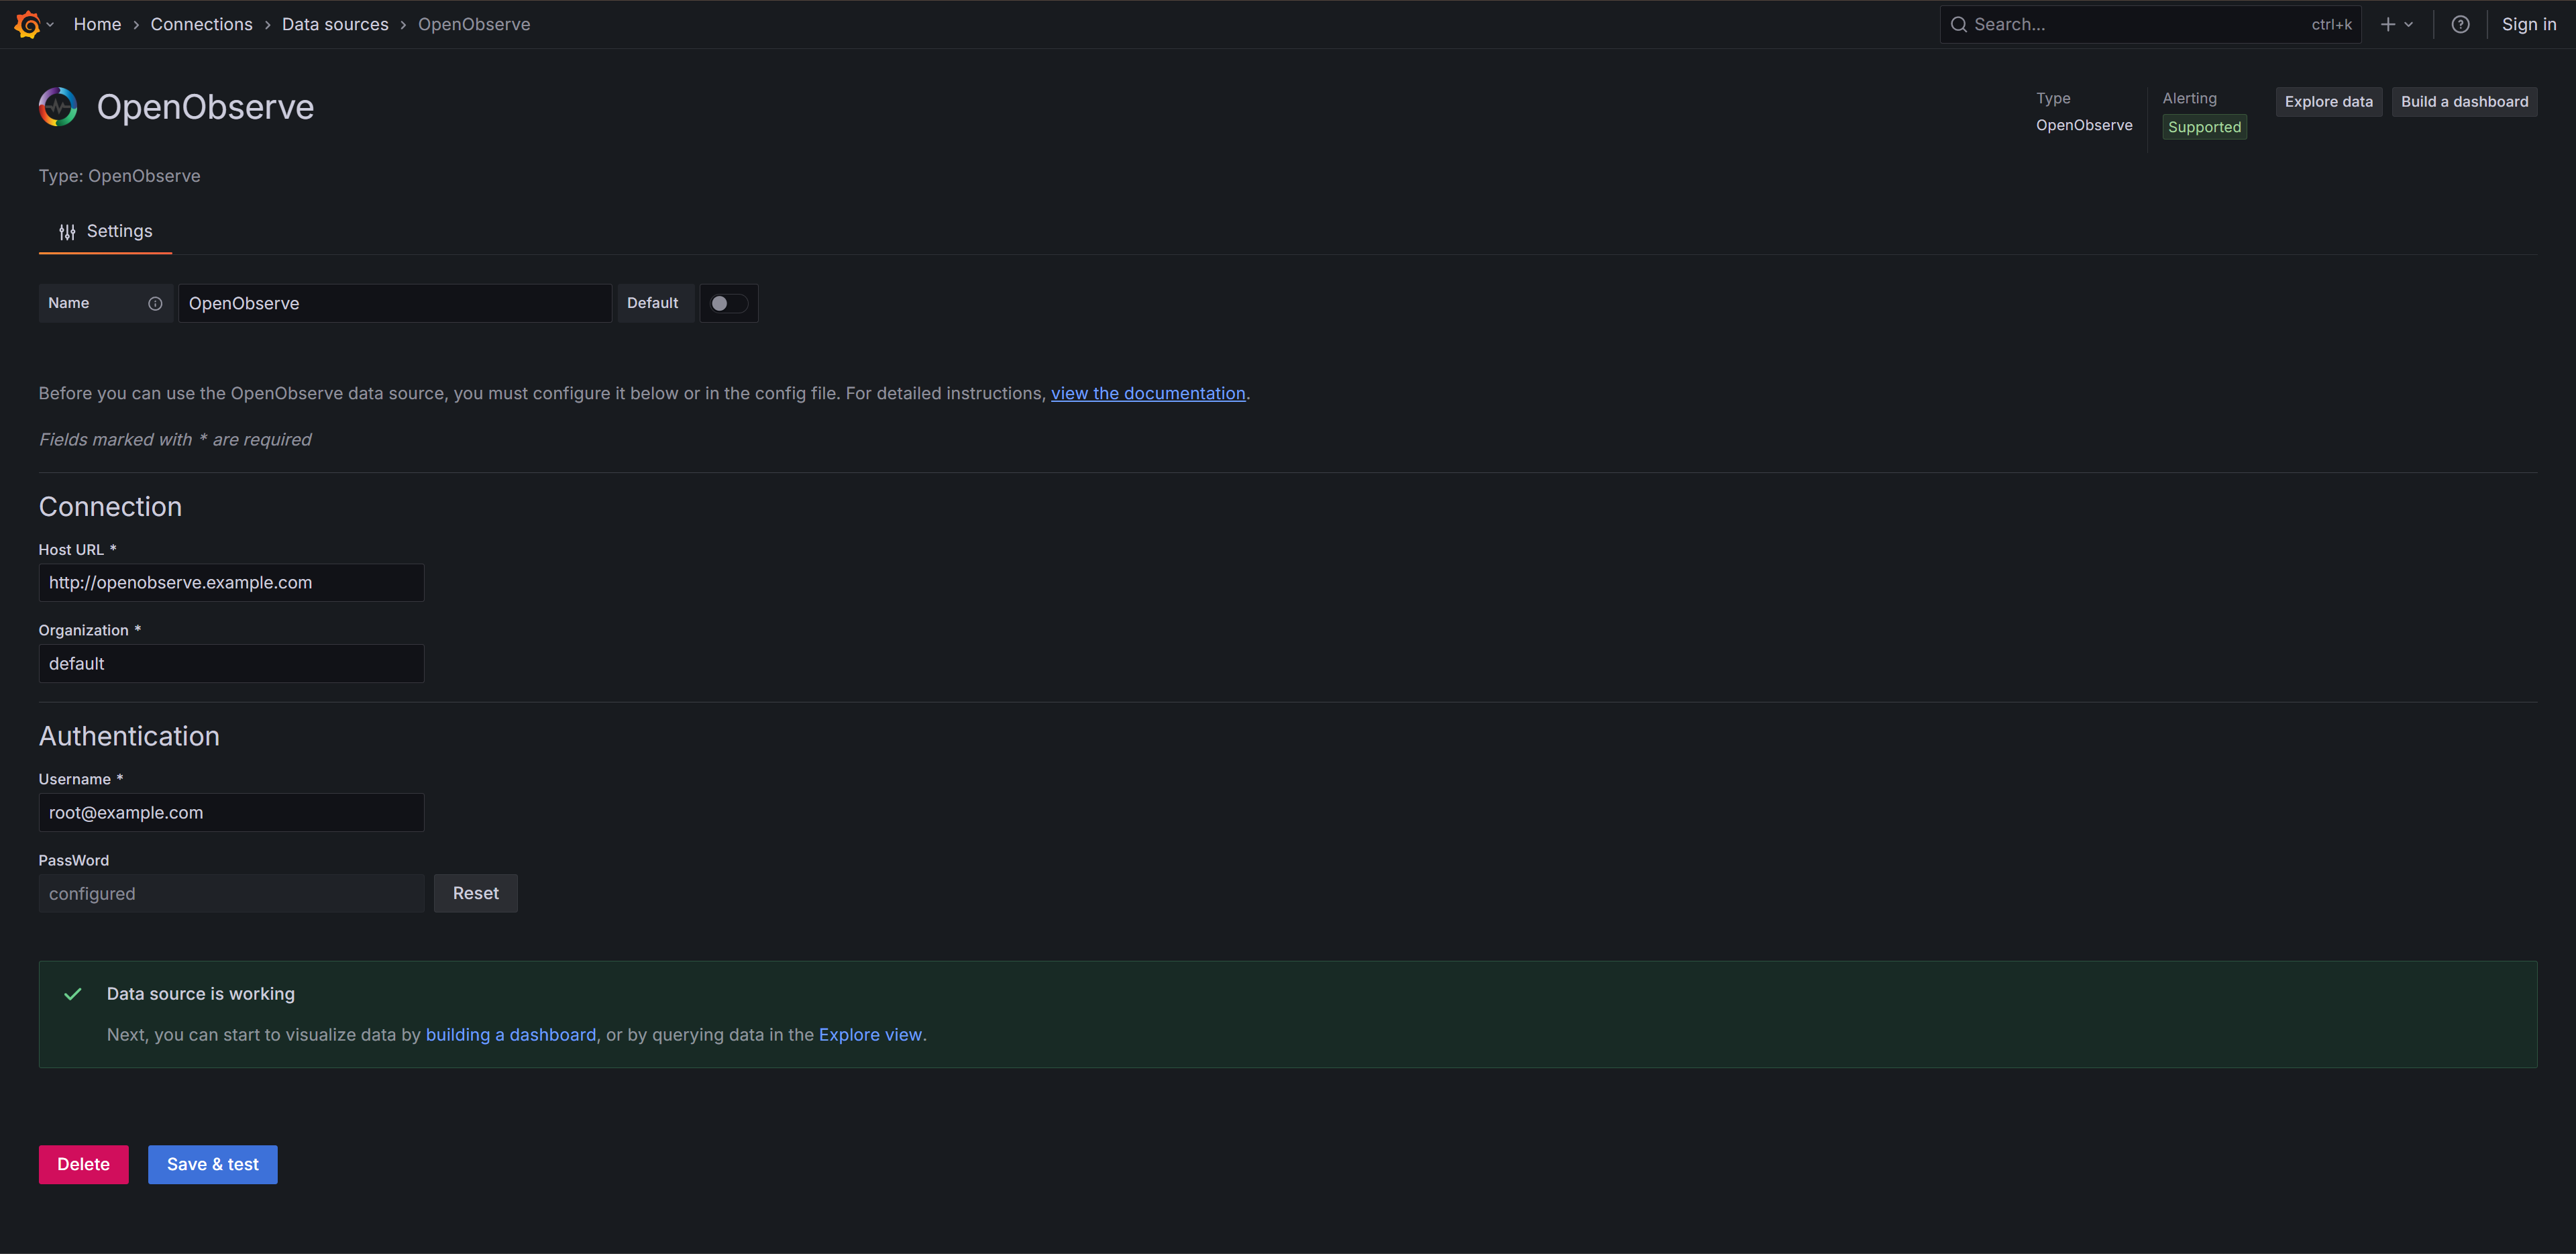 Home › Connections › Data sources › OpenObserve
Search...
ctrl+k
Sign in
OpenObserve
Type
OpenObserve
Alerting
Supported
Explore data
Build a dashboard
Type: OpenObserve
Settings
Name
OpenObserve
Default
Before you can use the OpenObserve data source, you must configure it below or in the config file. For detailed instructions, view the documentation.
Fields marked with * are required
Connection
Host URL *
http://openobserve.example.com
Organization *
default
Authentication
Username *
root@example.com
PassWord
configured
Reset
Data source is working
Next, you can start to visualize data by building a dashboard, or by querying data in the Explore view.
Delete
Save & test